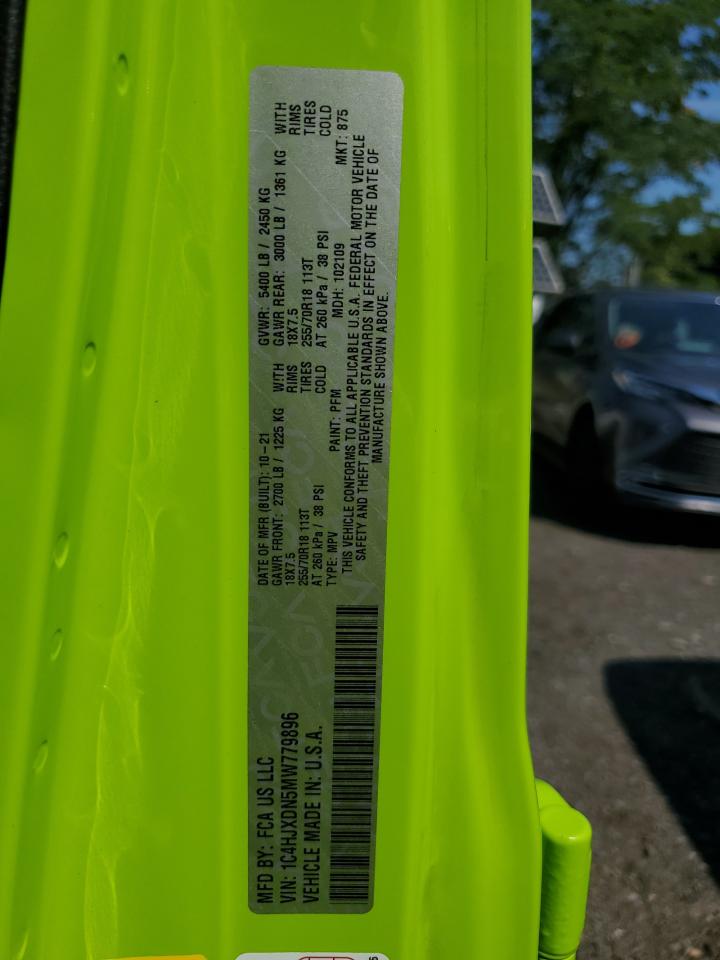 MFD BY: FCA US LLC
VIN: 1C4HJXDN5MW779896
VEHICLE MADE IN: U.S.A.
DATE OF MFR (BUILT): 10-21 GVWR: 5400 LB / 2450 KG
GAWR FRONT: 2700 LB / 1225 KG WITH GAWR REAR: 3000 LB / 1361 KG WITH
18X7.5 RIMS 18X7.5 RIMS
255/70R18 113T TIRES 255/70R18 113T TIRES
AT 260 kPa / 38 PSI COLD AT 260 kPa / 38 PSI COLD
TYPE: MPV PAINT: PFM MDH: 102109 MKT: 875
THIS VEHICLE CONFORMS TO ALL APPLICABLE U.S.A. FEDERAL MOTOR VEHICLE
SAFETY AND THEFT PREVENTION STANDARDS IN EFFECT ON THE DATE OF
MANUFACTURE SHOWN ABOVE.